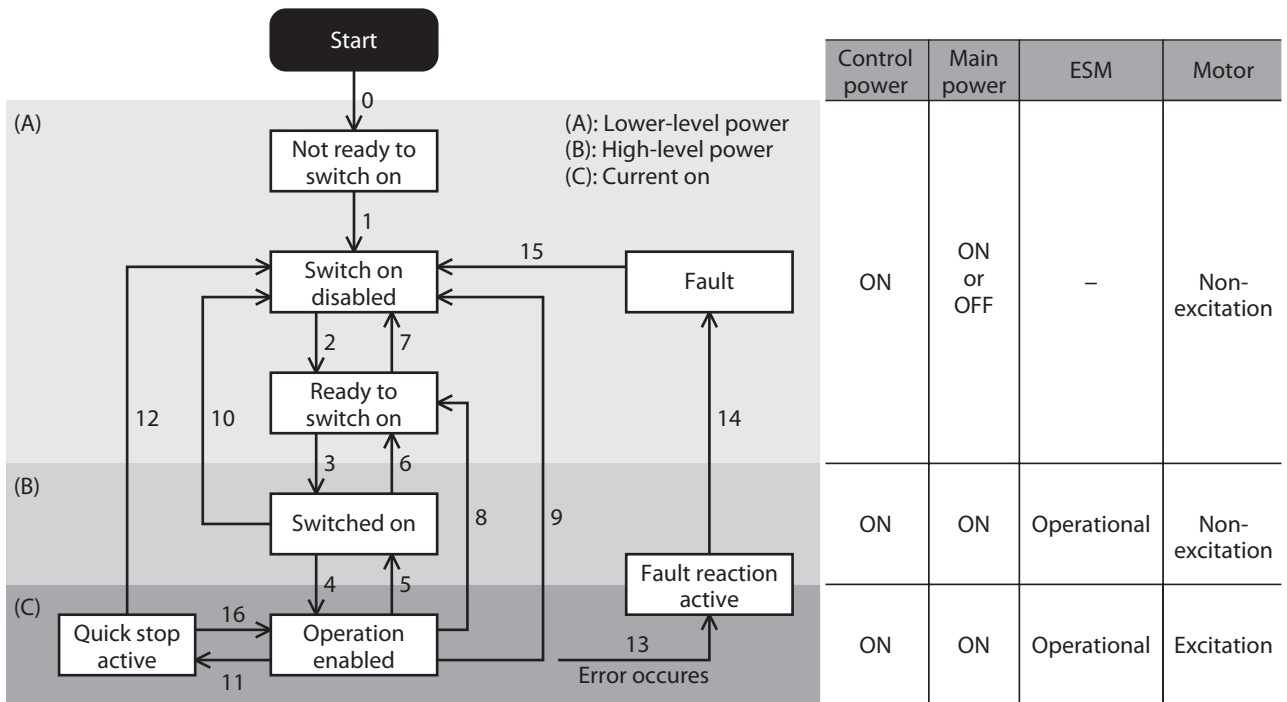 Start
0
(A)
(A): Lower-level power
(B): High-level power
(C): Current on
Not ready to
switch on
1
Switch on
disabled
15
Fault
2
7
Ready to
switch on
12
10
14
3
6
(B)
Switched on
8
9
4
5
Fault reaction
active
(C)
Quick stop
active
16
Operation
enabled
11
13
Error occures
Control
power
Main
power
ESM
Motor
ON
ON
or
OFF
–
Non-
excitation
ON
ON
Operational
Non-
excitation
ON
ON
Operational
Excitation